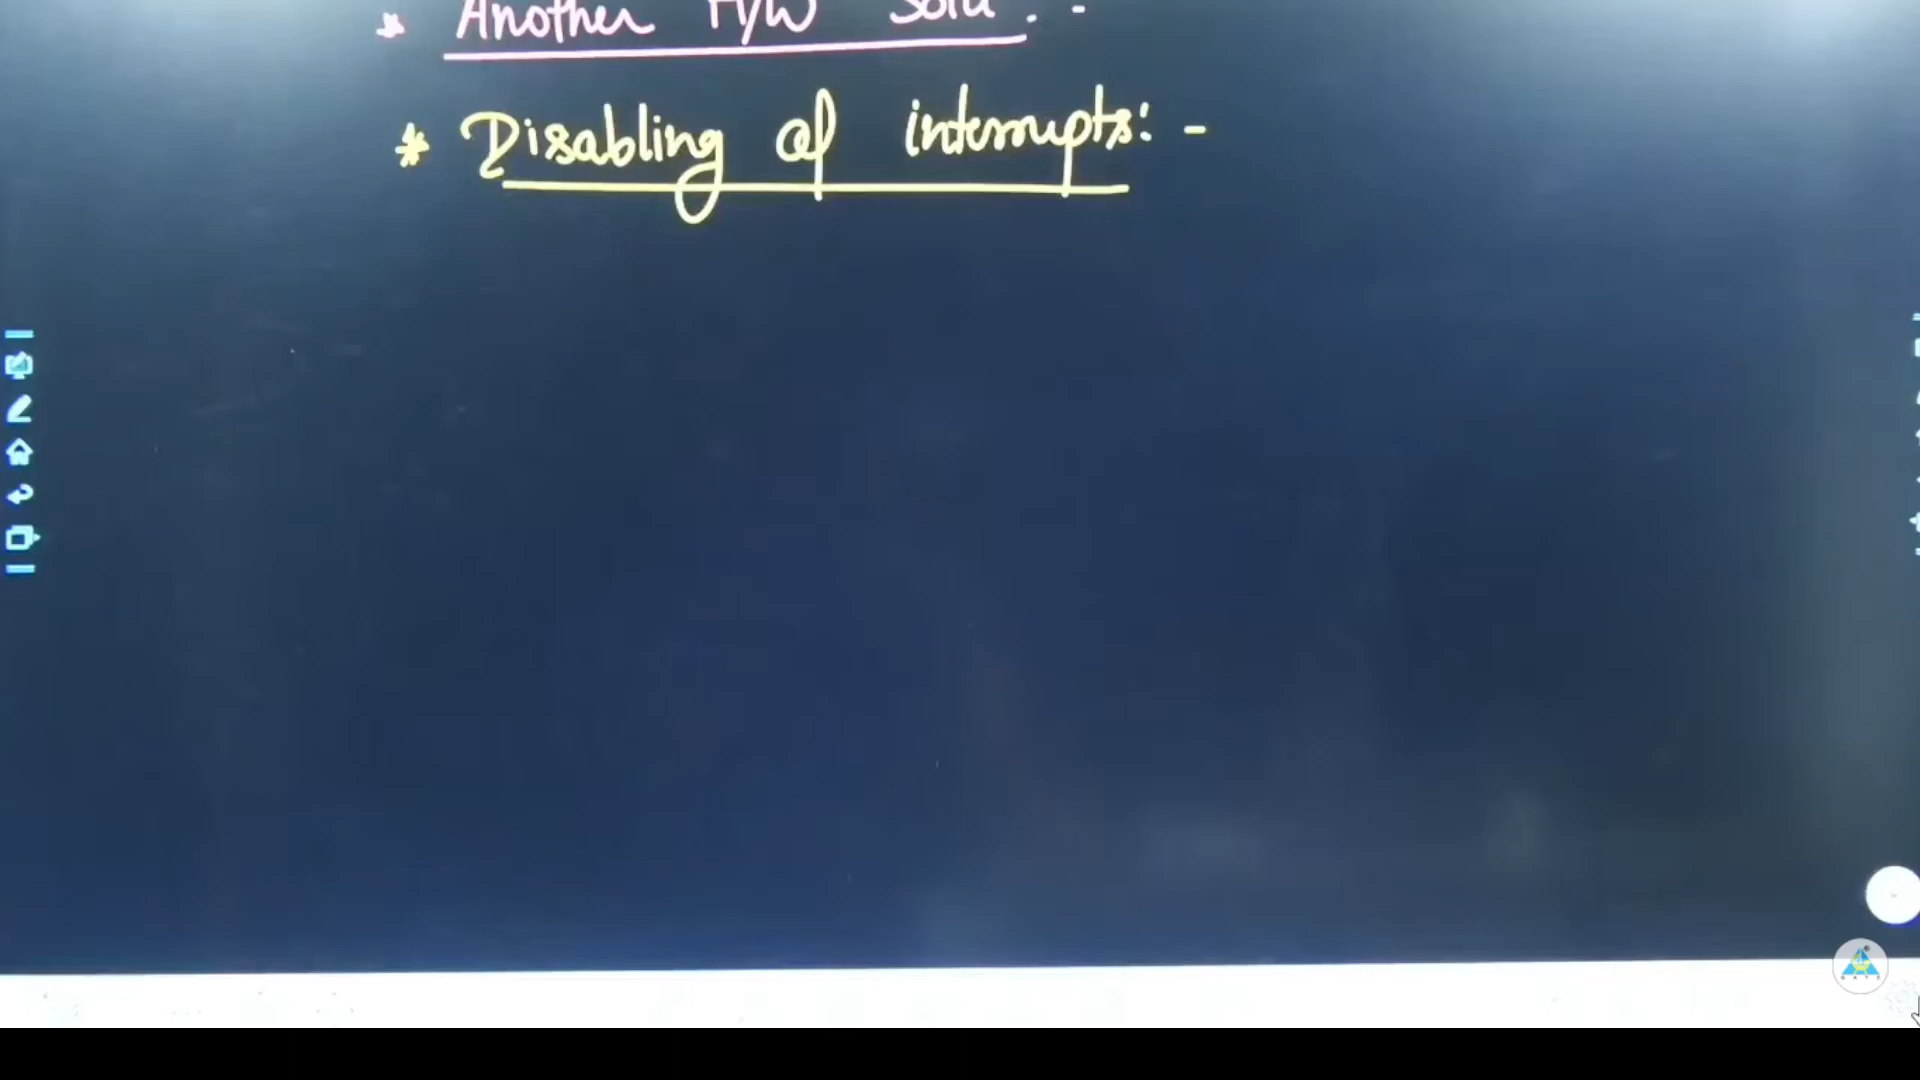 * Another H/W Soln: -
* Disabling of interrupts: -